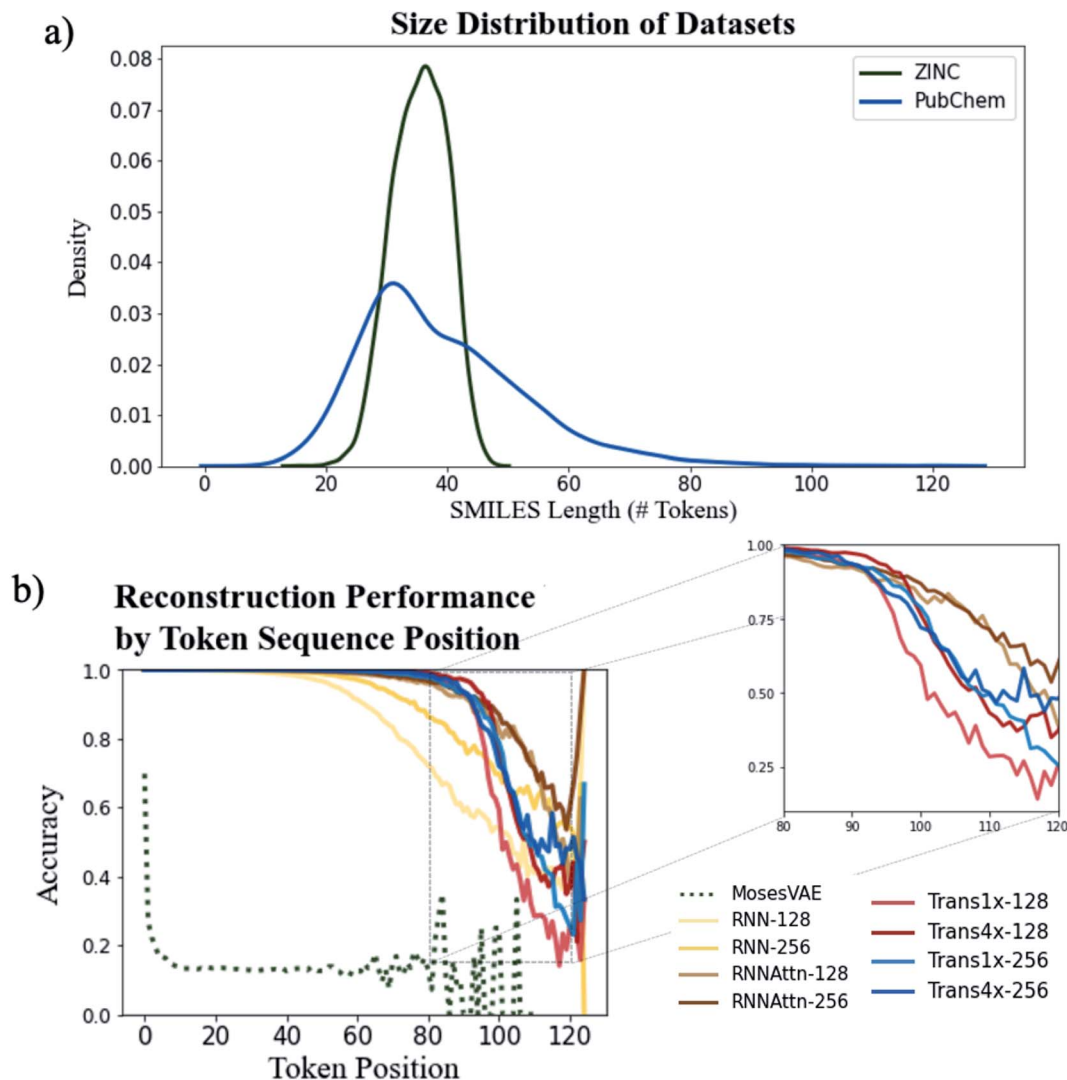 a)
Size Distribution of Datasets
0.08
0.07
0.06
0.05
0.04
0.03
0.02
0.01
0.00
Density
ZINC
PubChem
0 20 40 60 80 100 120
SMILES Length (# Tokens)
b)
Reconstruction Performance
by Token Sequence Position
1.0
0.8
0.6
0.4
0.2
0.0
Accuracy
0 20 40 60 80 100 120
Token Position
1.00
0.75
0.50
0.25
80 90 100 110 120
MosesVAE
RNN-128
RNN-256
RNNAttn-128
RNNAttn-256
Trans1x-128
Trans4x-128
Trans1x-256
Trans4x-256